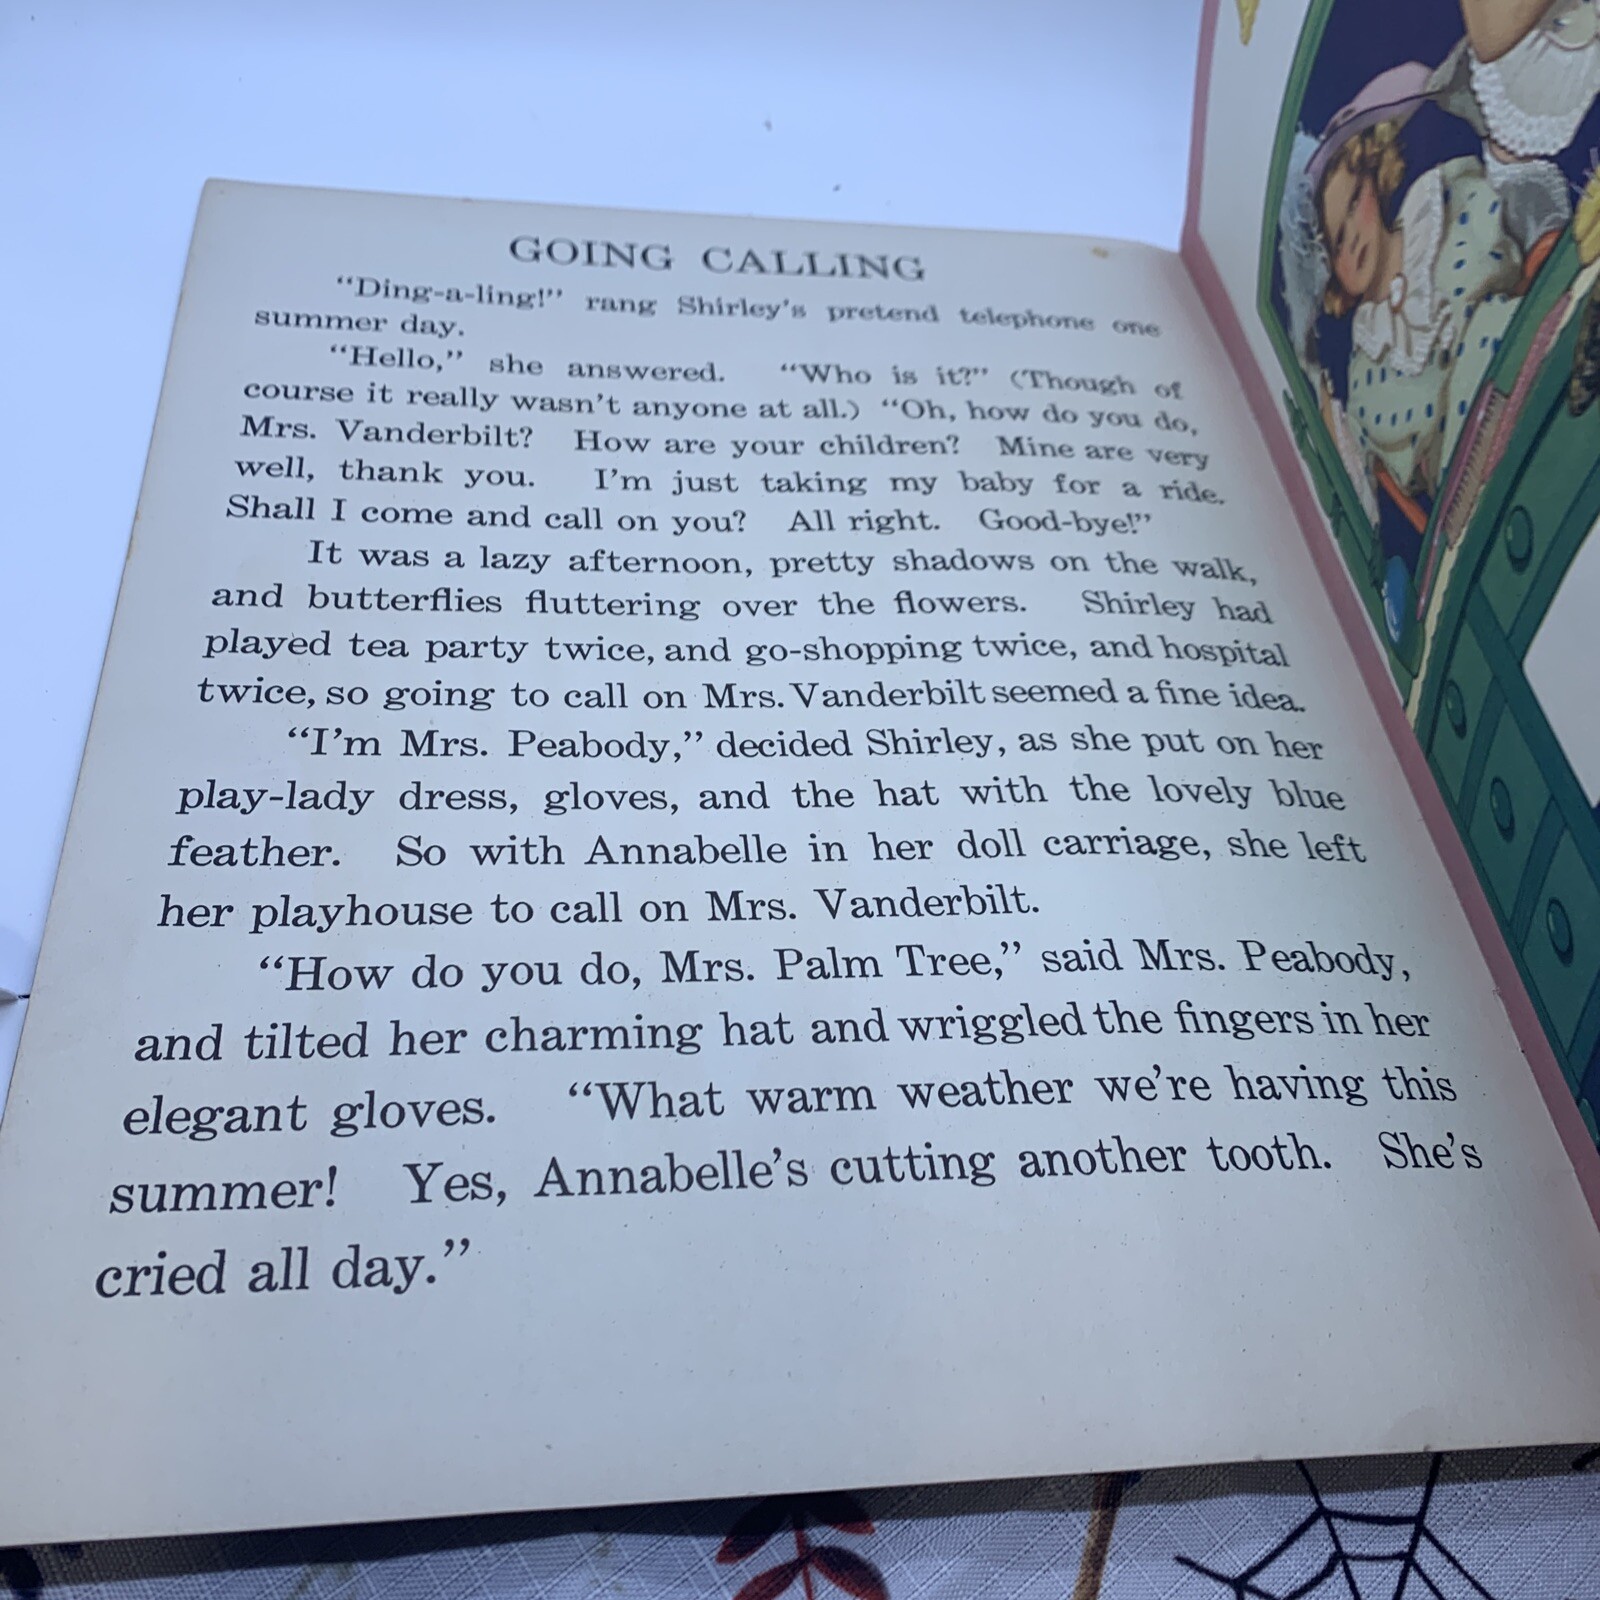 GOING CALLING
“Ding-a-ling!” rang Shirley’s pretend telephone one
summer day.
“Hello,” she answered. “Who is it?” (Though of
course it really wasn’t anyone at all.) “Oh, how do you do,
Mrs. Vanderbilt? How are your children? Mine are very
well, thank you. I’m just taking my baby for a ride.
Shall I come and call on you? All right. Good-bye!”
It was a lazy afternoon, pretty shadows on the walk,
and butterflies fluttering over the flowers. Shirley had
played tea party twice, and go-shopping twice, and hospital
twice, so going to call on Mrs. Vanderbilt seemed a fine idea.
“I’m Mrs. Peabody,” decided Shirley, as she put on her
play-lady dress, gloves, and the hat with the lovely blue
feather. So with Annabelle in her doll carriage, she left
her playhouse to call on Mrs. Vanderbilt.
“How do you do, Mrs. Palm Tree,” said Mrs. Peabody,
and tilted her charming hat and wriggled the fingers in her
elegant gloves. “What warm weather we’re having this
summer! Yes, Annabelle’s cutting another tooth. She’s
cried all day.”